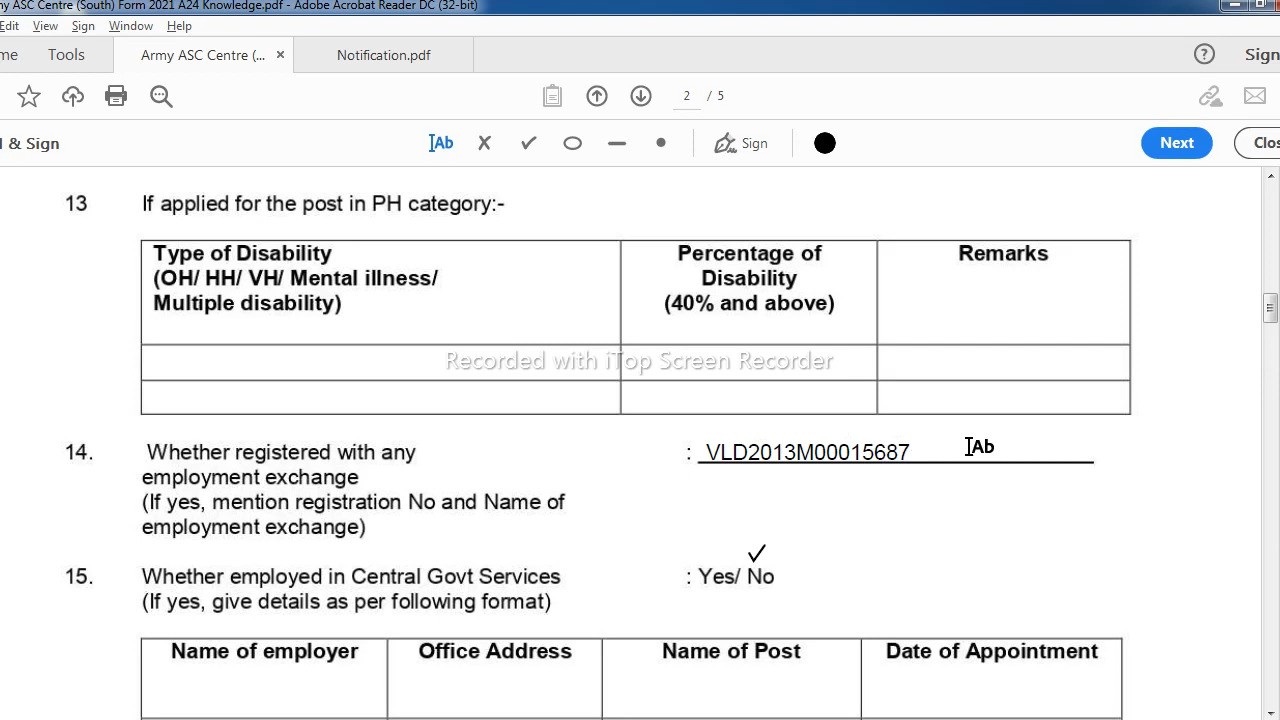 ny ASC Centre (South) Form 2021 A24 Knowledge.pdf - Adobe Acrobat Reader DC (32-bit)
Edit View Sign Window Help
me Tools Army ASC Centre (... × Notification.pdf Sign
2 / 5
l & Sign Ab Sign Next Clos
13 If applied for the post in PH category:-
Type of Disability
(OH/ HH/ VH/ Mental illness/
Multiple disability)
Percentage of
Disability
(40% and above)
Remarks
Recorded with iTop Screen Recorder
14. Whether registered with any : VLD2013M00015687 Ab
employment exchange
(If yes, mention registration No and Name of
employment exchange)
15. Whether employed in Central Govt Services : Yes/ No
(If yes, give details as per following format)
Name of employer Office Address Name of Post Date of Appointment